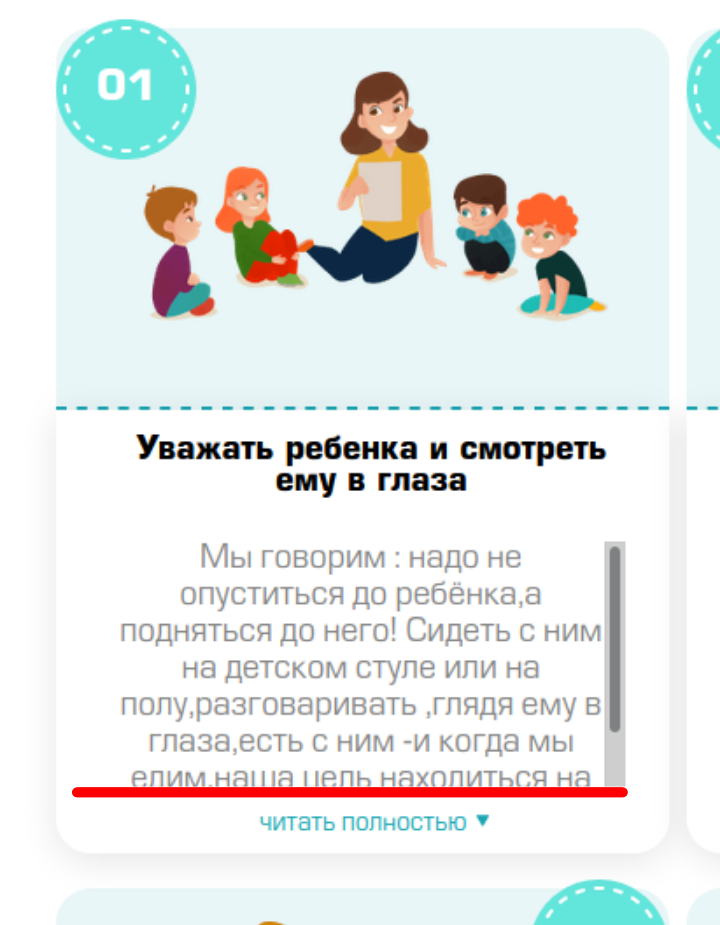 01
Уважать ребенка и смотреть
ему в глаза
Мы говорим : надо не
опуститься до ребёнка,а
подняться до него! Сидеть с ним
на детском стуле или на
полу,разговаривать ,глядя ему в
глаза,есть с ним -и когда мы
едим,наша цель находиться на
читать полностью ▼